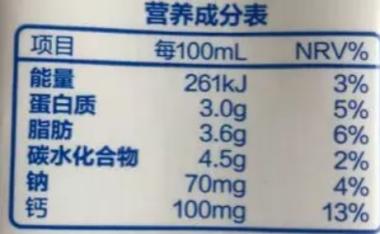 营养成分表
项目 每100mL NRV%
能量 261kJ 3%
蛋白质 3.0g 5%
脂肪 3.6g 6%
碳水化合物 4.5g 2%
钠 70mg 4%
钙 100mg 13%